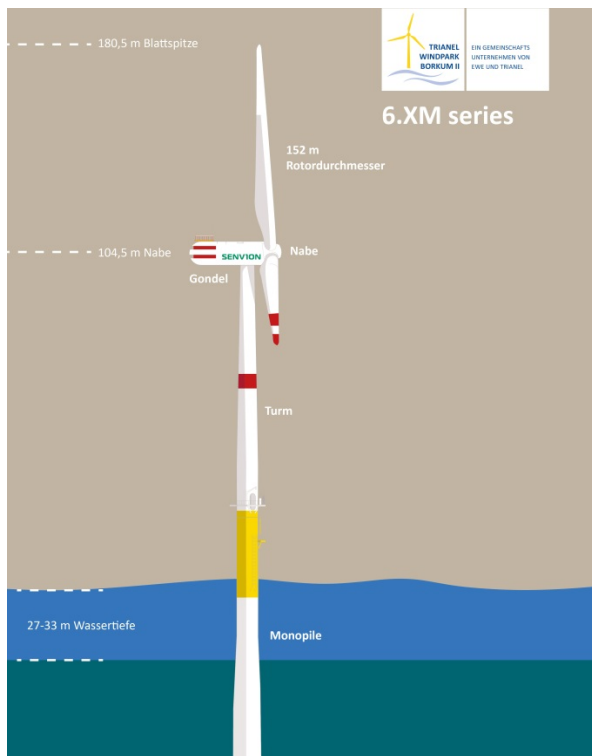 180,5 m Blattspitze
TRIANEL
WINDPARK
BORKUM II
EIN GEMEINSCHAFTS
UNTERNEHMEN VON
EWE UND TRIANEL
6.XM series
152 m
Rotordurchmesser
104,5 m Nabe
SENVION
Nabe
Gondel
Turm
27-33 m Wassertiefe
Monopile